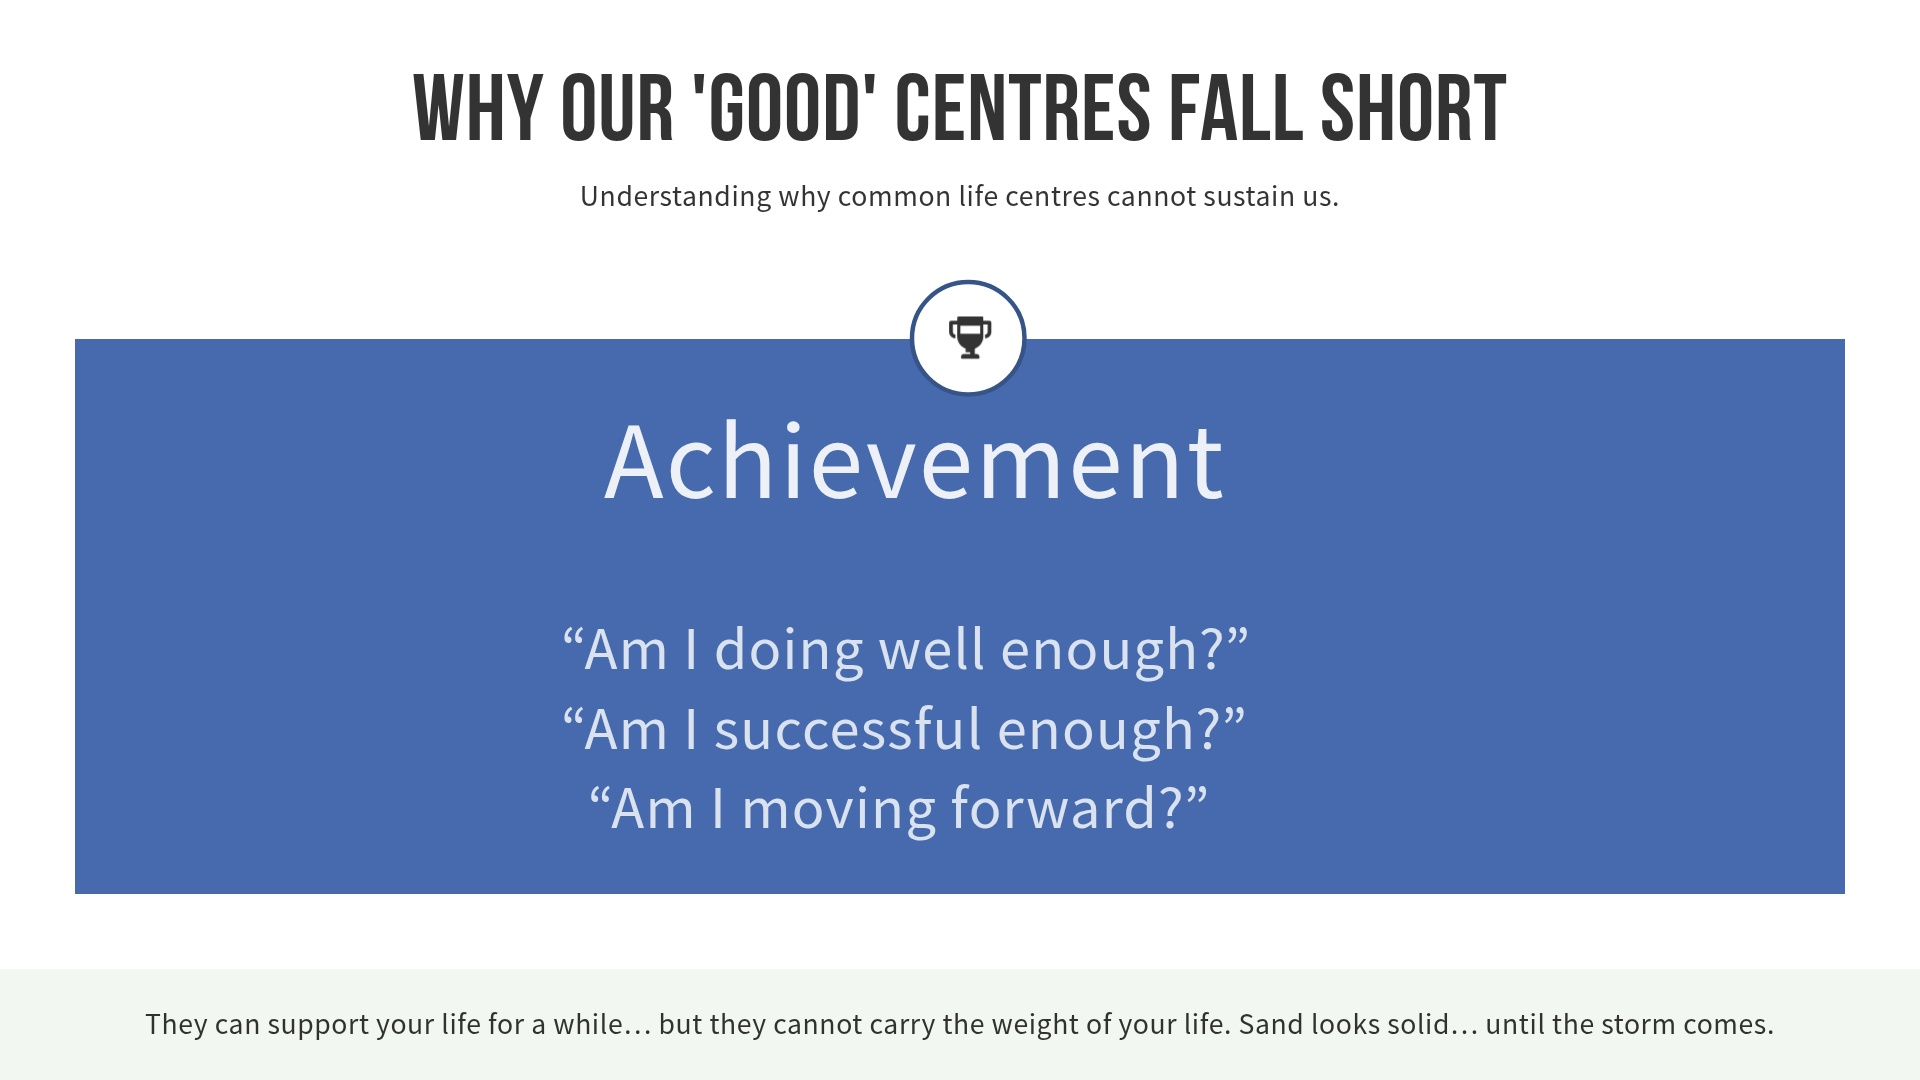 WHY OUR 'GOOD' CENTRES FALL SHORT
Understanding why common life centres cannot sustain us.
Achievement
“Am I doing well enough?”
“Am I successful enough?”
“Am I moving forward?”
They can support your life for a while… but they cannot carry the weight of your life. Sand looks solid… until the storm comes.